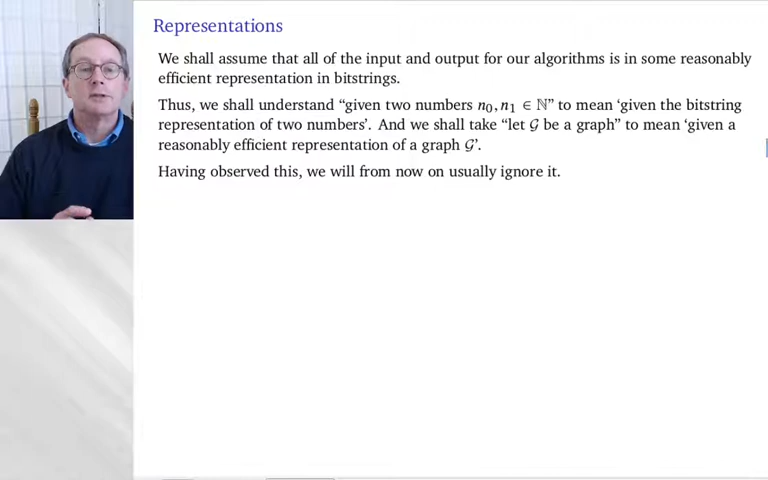 Representations
We shall assume that all of the input and output for our algorithms is in some reasonably
efficient representation in bitstrings.
Thus, we shall understand “given two numbers n₀, n₁ ∈ ℕ” to mean ‘given the bitstring
representation of two numbers’. And we shall take “let 𝒢 be a graph” to mean ‘given a
reasonably efficient representation of a graph 𝒢’.
Having observed this, we will from now on usually ignore it.